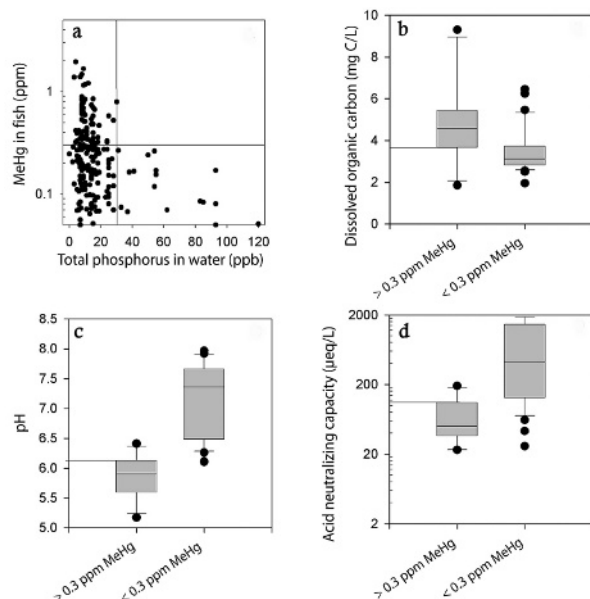 a
MeHg in fish (ppm)
1
0.1
0 20 40 60 80 100 120
Total phosphorus in water (ppb)
b
Dissolved organic carbon (mg C/L)
10
8
6
4
2
0
> 0.3 ppm MeHg
< 0.3 ppm MeHg
c
pH
8.5
8.0
7.5
7.0
6.5
6.0
5.5
5.0
> 0.3 ppm MeHg
< 0.3 ppm MeHg
d
Acid neutralizing capacity (µeq/L)
2000
200
20
2
> 0.3 ppm MeHg
< 0.3 ppm MeHg